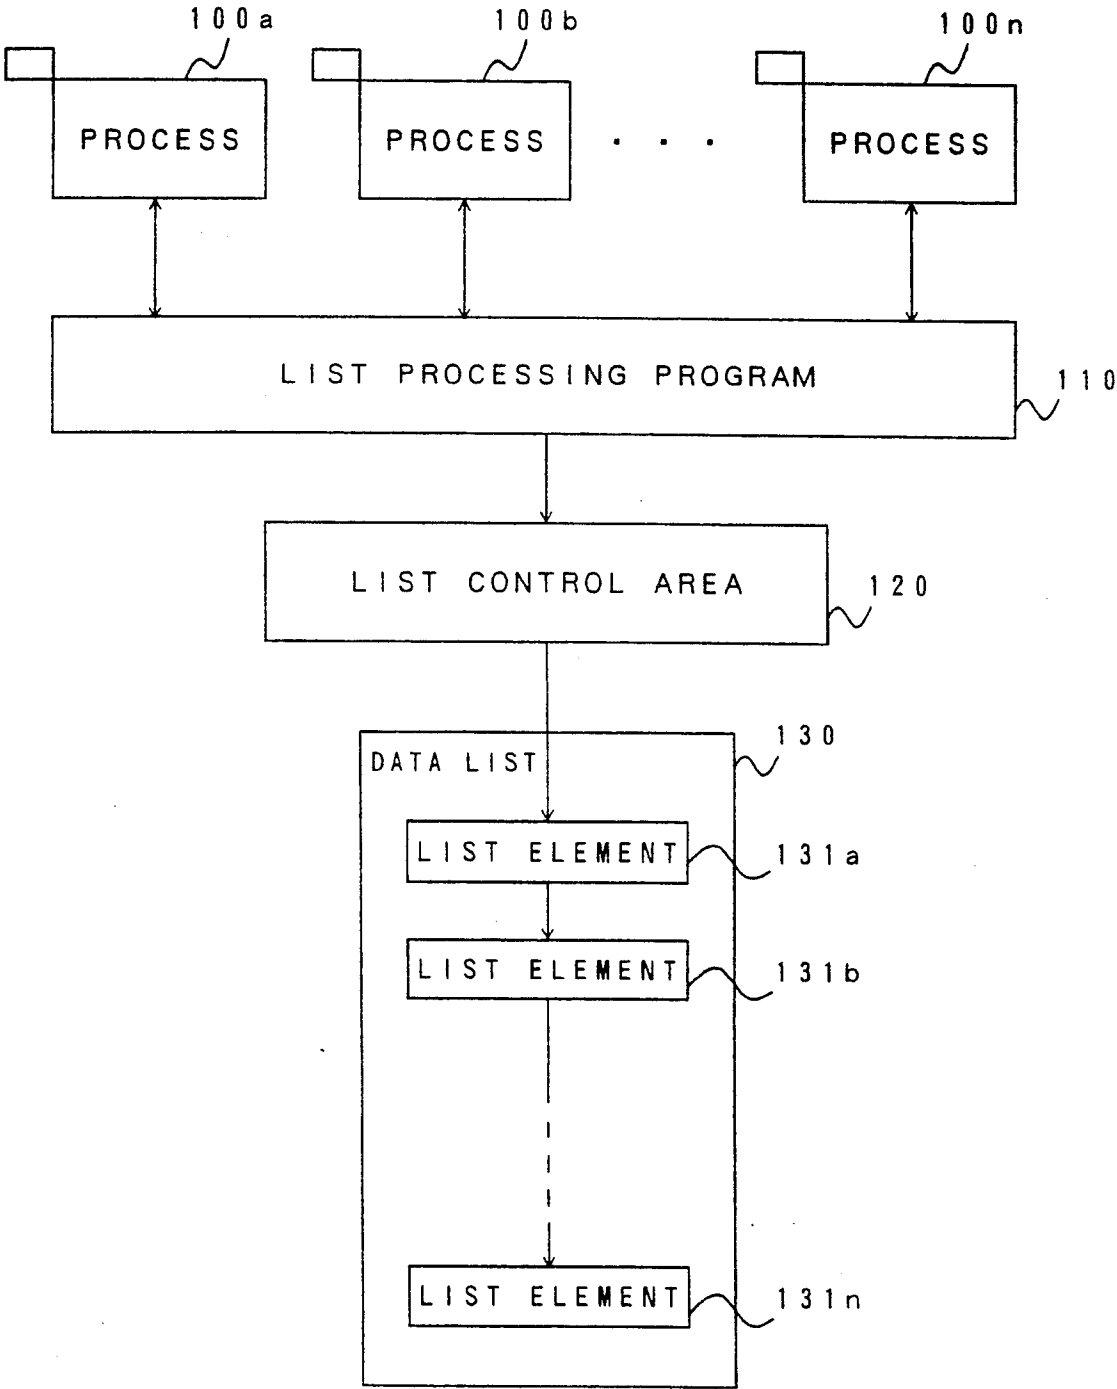 100a 100b 100n
PROCESS PROCESS . . . PROCESS
LIST PROCESSING PROGRAM
110
LIST CONTROL AREA
120
130
DATA LIST
LIST ELEMENT 131a
LIST ELEMENT 131b
LIST ELEMENT 131n